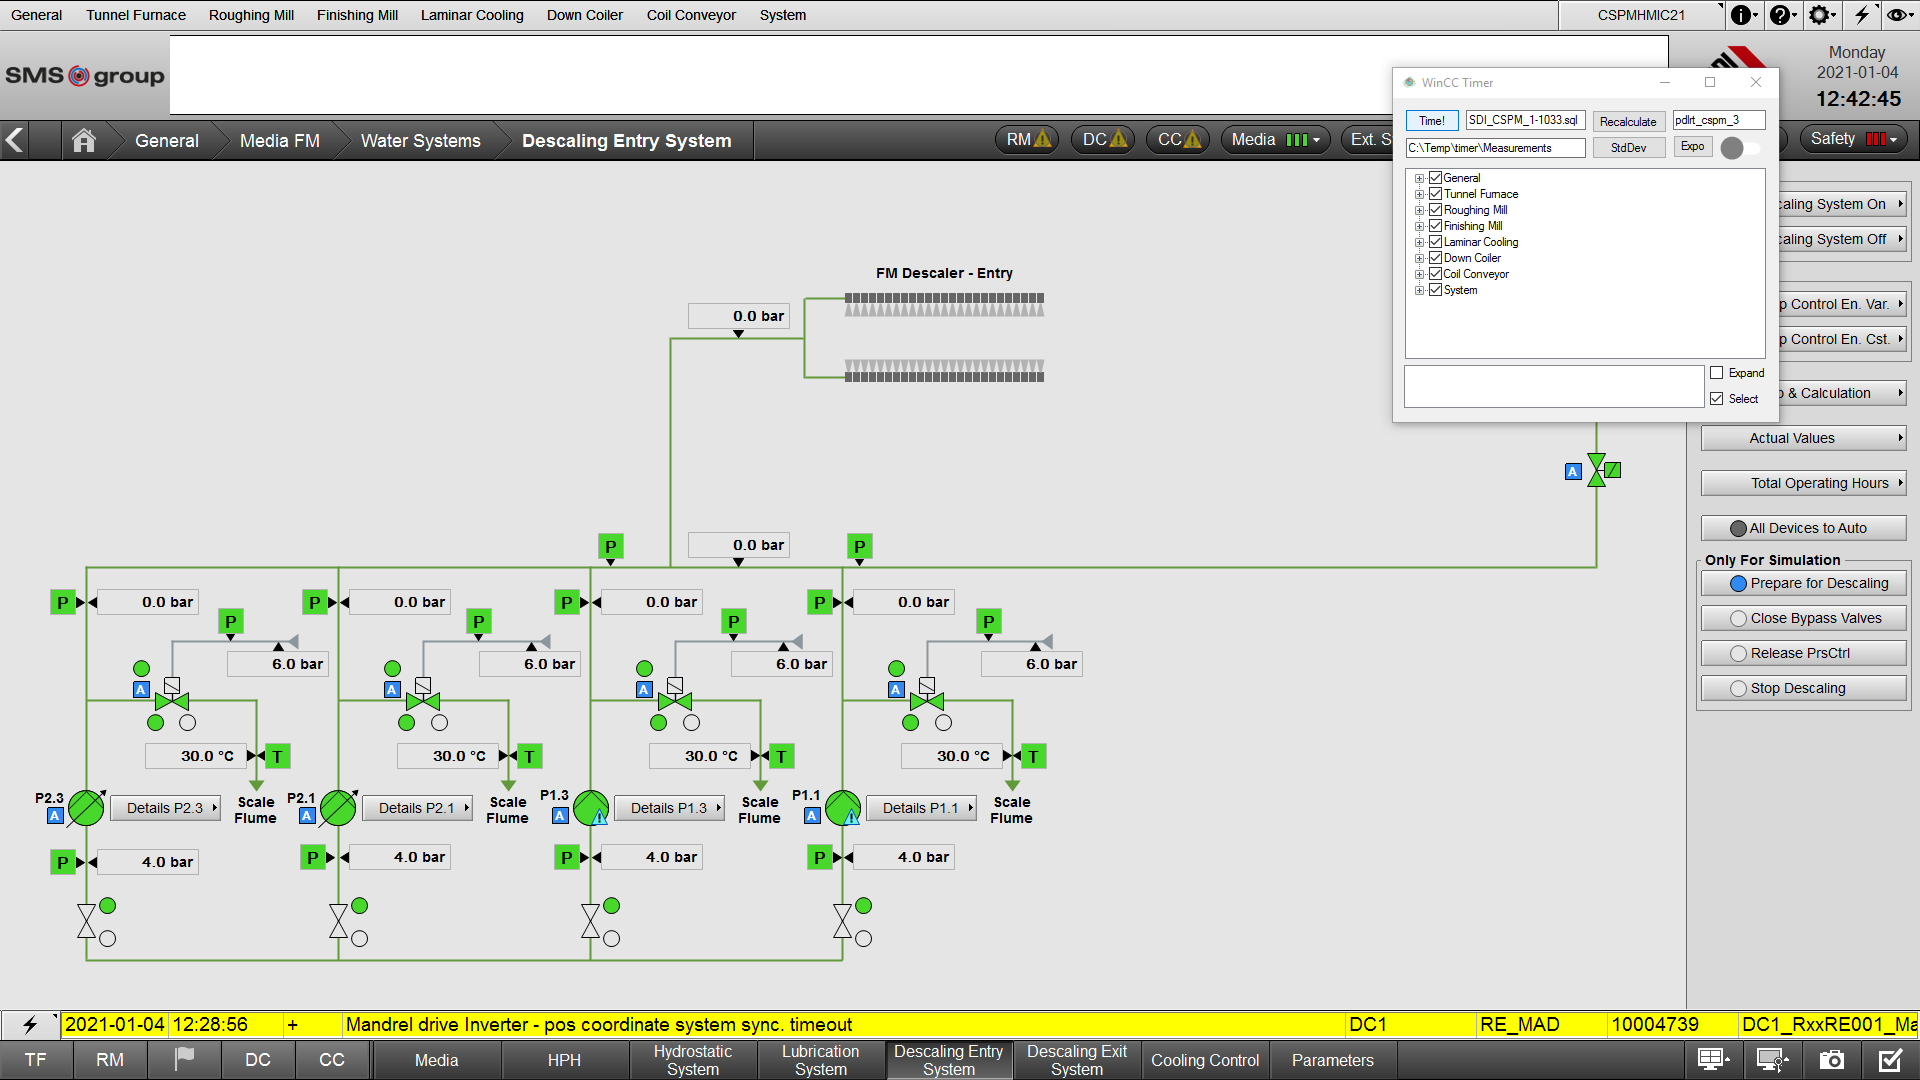 General Tunnel Furnace Roughing Mill Finishing Mill Laminar Cooling Down Coiler Coil Conveyor System CSPMHMIC21
SMS group
Monday
2021-01-04
12:42:45
WinCC Timer
Time! SDI_CSPM_1-1033.sql Recalculate pdlrt_cspm_3
C:\Temp\timer\Measurements StdDev Expo
General
Tunnel Furnace
Roughing Mill
Finishing Mill
Laminar Cooling
Down Coiler
Coil Conveyor
System
Expand
Select
General Media FM Water Systems Descaling Entry System RM DC CC Media Ext. S Safety
caling System On
caling System Off
p Control En. Var.
p Control En. Cst.
& Calculation
Actual Values
Total Operating Hours
All Devices to Auto
Only For Simulation
Prepare for Descaling
Close Bypass Valves
Release PrsCtrl
Stop Descaling
FM Descaler - Entry
0.0 bar
A
P 0.0 bar P
P 0.0 bar P 0.0 bar P 0.0 bar P 0.0 bar
P P P P
6.0 bar 6.0 bar 6.0 bar 6.0 bar
A A A A
30.0 °C T 30.0 °C T 30.0 °C T 30.0 °C T
P2.3 A Details P2.3 Scale Flume
P2.1 A Details P2.1 Scale Flume
P1.3 A Details P1.3 Scale Flume
P1.1 A Details P1.1 Scale Flume
P 4.0 bar P 4.0 bar P 4.0 bar P 4.0 bar
2021-01-04 12:28:56 + Mandrel drive Inverter - pos coordinate system sync. timeout DC1 RE_MAD 10004739 DC1_RxxRE001_Ma
TF RM DC CC Media HPH Hydrostatic System Lubrication System Descaling Entry System Descaling Exit System Cooling Control Parameters